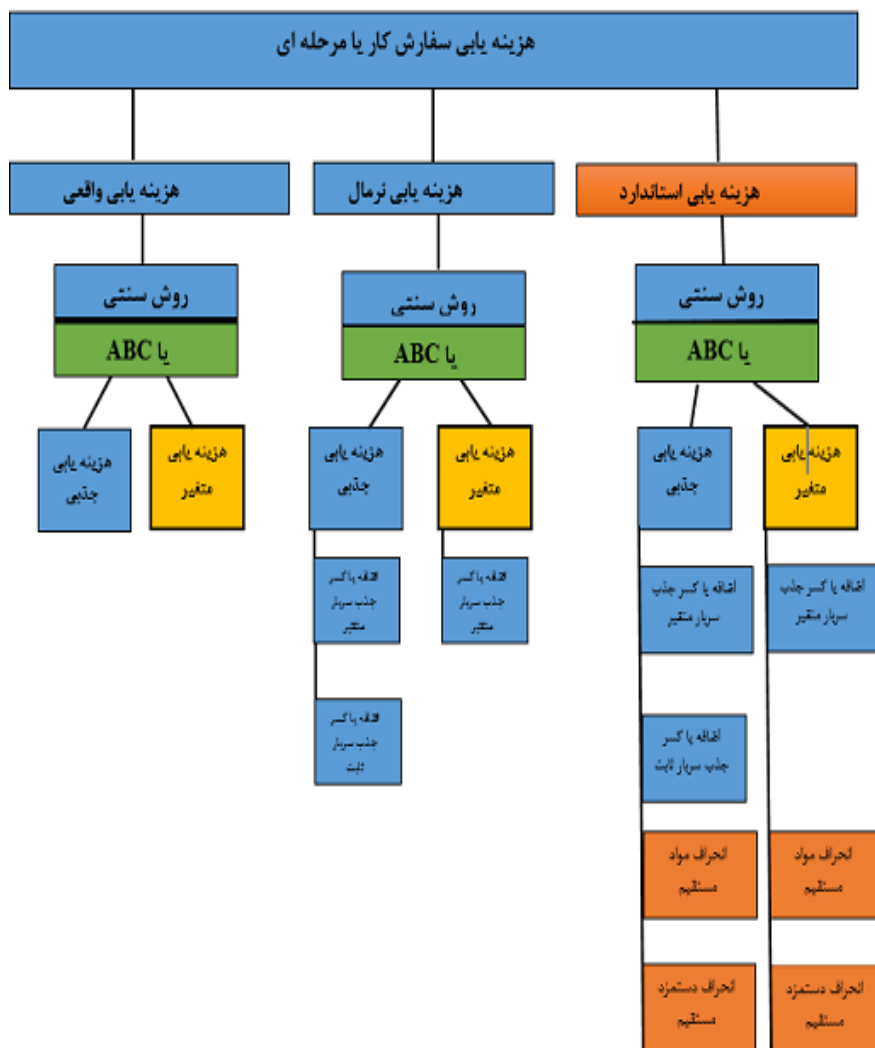 هزینه یابی سفارش کار یا مرحله ای
هزینه یابی استاندارد
هزینه یابی نرمال
هزینه یابی واقعی
روش سنتی
یا ABC
روش سنتی
یا ABC
روش سنتی
یا ABC
هزینه یابی
متغیر
هزینه یابی
جذبی
هزینه یابی
متغیر
هزینه یابی
جذبی
هزینه یابی
متغیر
هزینه یابی
جذبی
اضافه یا کسر جذب
سربار متغیر
اضافه یا کسر جذب
سربار متغیر
اضافه یا کسر
جذب سربار
متغیر
اضافه یا کسر
جذب سربار
متغیر
اضافه یا کسر
جذب سربار ثابت
اضافه یا کسر
جذب سربار
ثابت
انحراف مواد
مستقیم
انحراف مواد
مستقیم
انحراف دستمزد
مستقیم
انحراف دستمزد
مستقیم